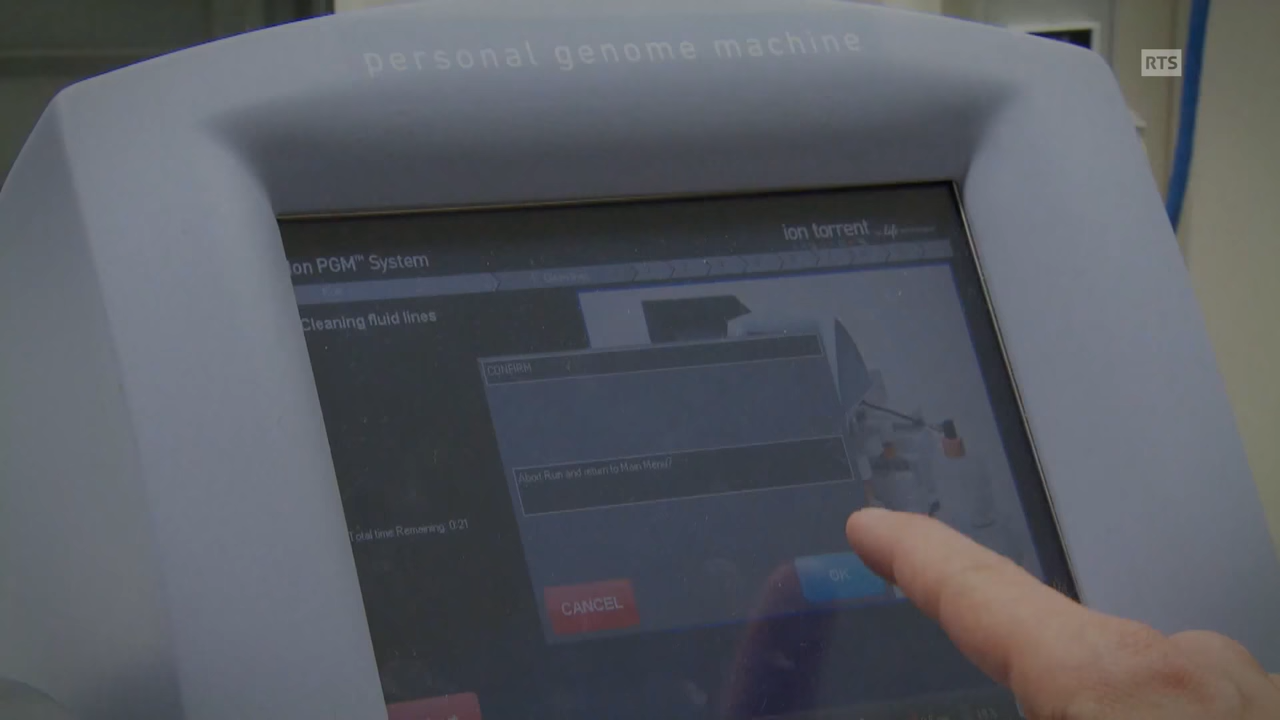 personal genome machine
RTS
ion torrent
Ion PGM™ System
Cleaning fluid lines
CONFIRM
Abort Run and return to Main Menu?
Total time Remaining: 0:21
OK
CANCEL